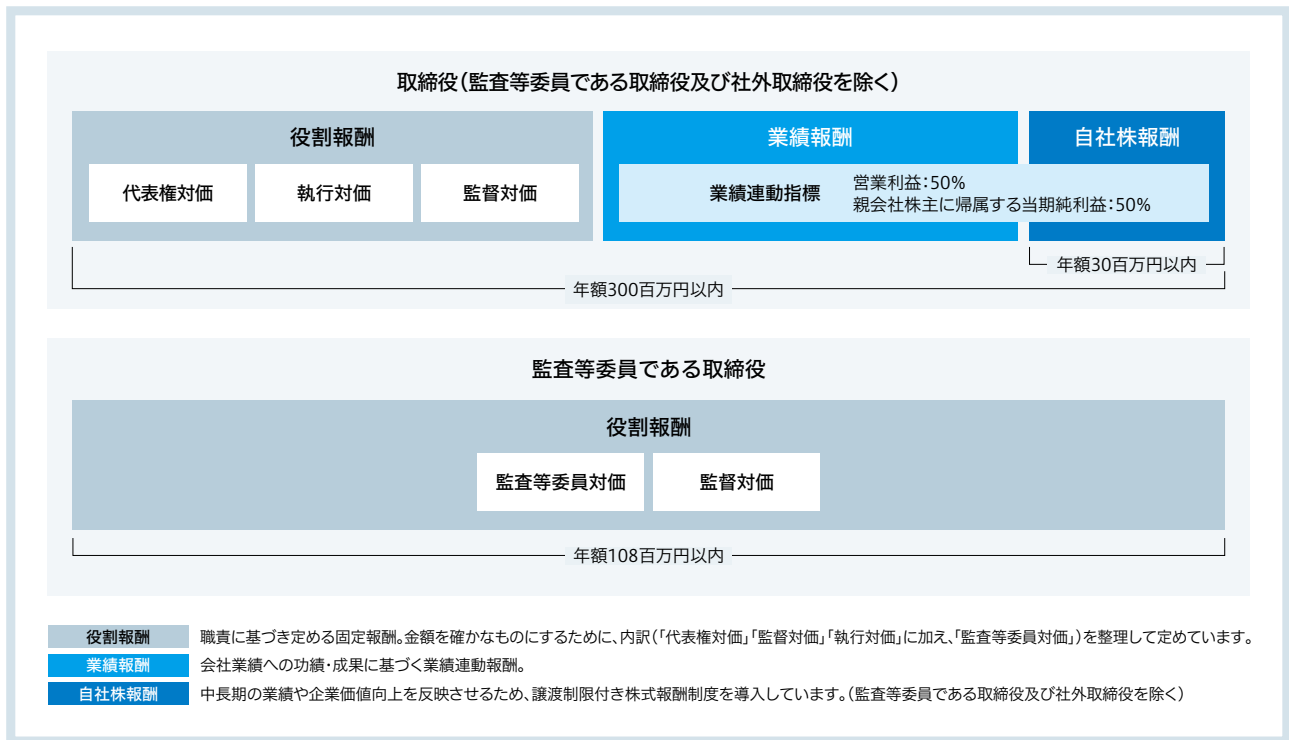 取締役(監査等委員である取締役及び社外取締役を除く)
役割報酬
代表権対価
執行対価
監督対価
業績報酬
自社株報酬
業績連動指標
営業利益:50%
親会社株主に帰属する当期純利益:50%
年額30百万円以内
年額300百万円以内
監査等委員である取締役
役割報酬
監査等委員対価
監督対価
年額108百万円以内
役割報酬 職責に基づき定める固定報酬。金額を確かなものにするために、内訳(「代表権対価」「監督対価」「執行対価」に加え、「監査等委員対価」)を整理して定めています。
業績報酬 会社業績への功績・成果に基づく業績連動報酬。
自社株報酬 中長期の業績や企業価値向上を反映させるため、譲渡制限付き株式報酬制度を導入しています。(監査等委員である取締役及び社外取締役を除く)